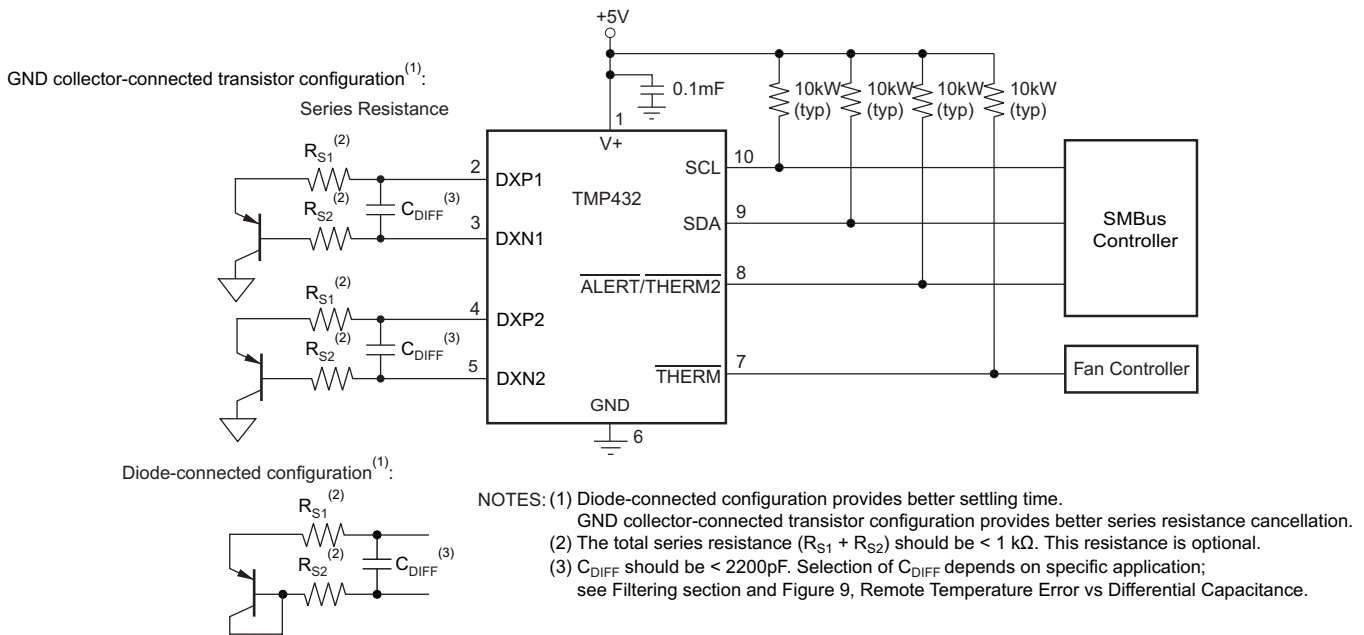 +5V
GND collector-connected transistor configuration(1):
Series Resistance
0.1mF
10kW
(typ)
10kW
(typ)
10kW
(typ)
10kW
(typ)
1
V+
RS1(2)
2
DXP1
SCL
10
TMP432
RS2(2)
CDIFF(3)
3
DXN1
SDA
9
SMBus
Controller
ALERT/THERM2
8
RS1(2)
4
DXP2
RS2(2)
CDIFF(3)
5
DXN2
THERM
7
Fan Controller
GND
6
Diode-connected configuration(1):
RS1(2)
RS2(2)
CDIFF(3)
NOTES: (1) Diode-connected configuration provides better settling time.
GND collector-connected transistor configuration provides better series resistance cancellation.
(2) The total series resistance (RS1 + RS2) should be < 1 kΩ. This resistance is optional.
(3) CDIFF should be < 2200pF. Selection of CDIFF depends on specific application;
see Filtering section and Figure 9, Remote Temperature Error vs Differential Capacitance.